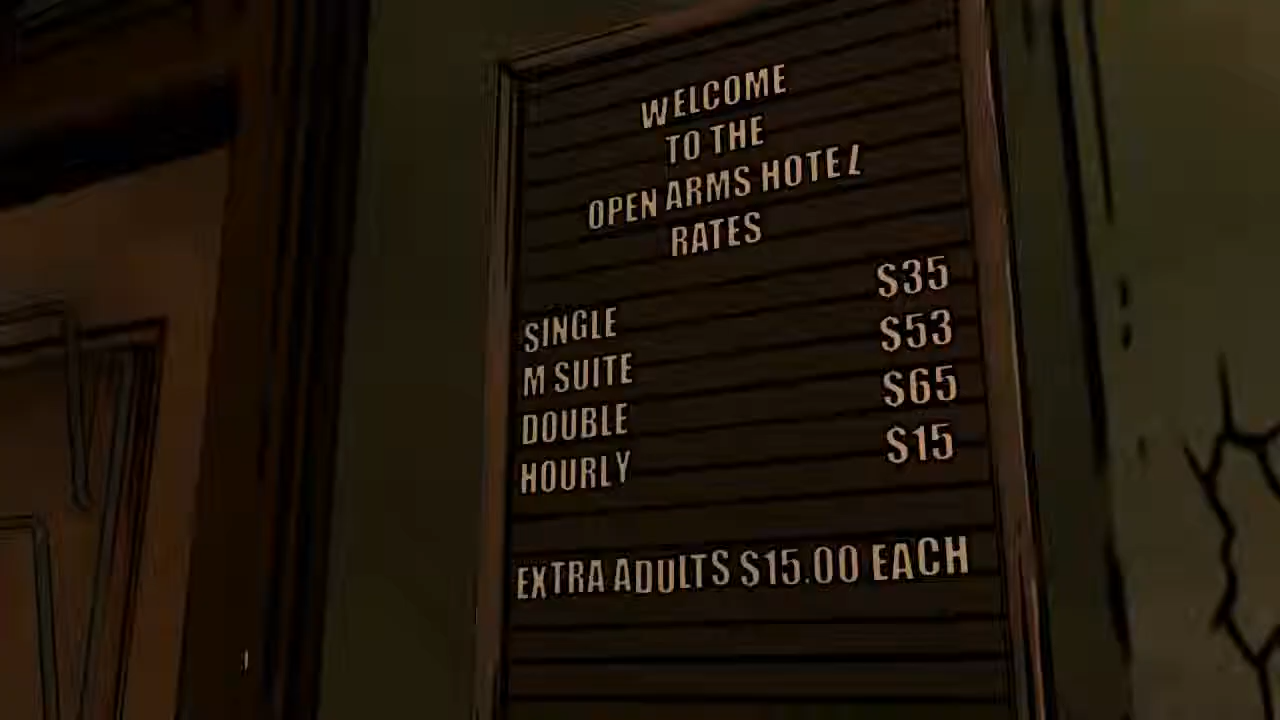 WELCOME
TO THE
OPEN ARMS HOTEL
RATES
SINGLE $35
M SUITE $53
DOUBLE $65
HOURLY $15
EXTRA ADULTS $15.00 EACH